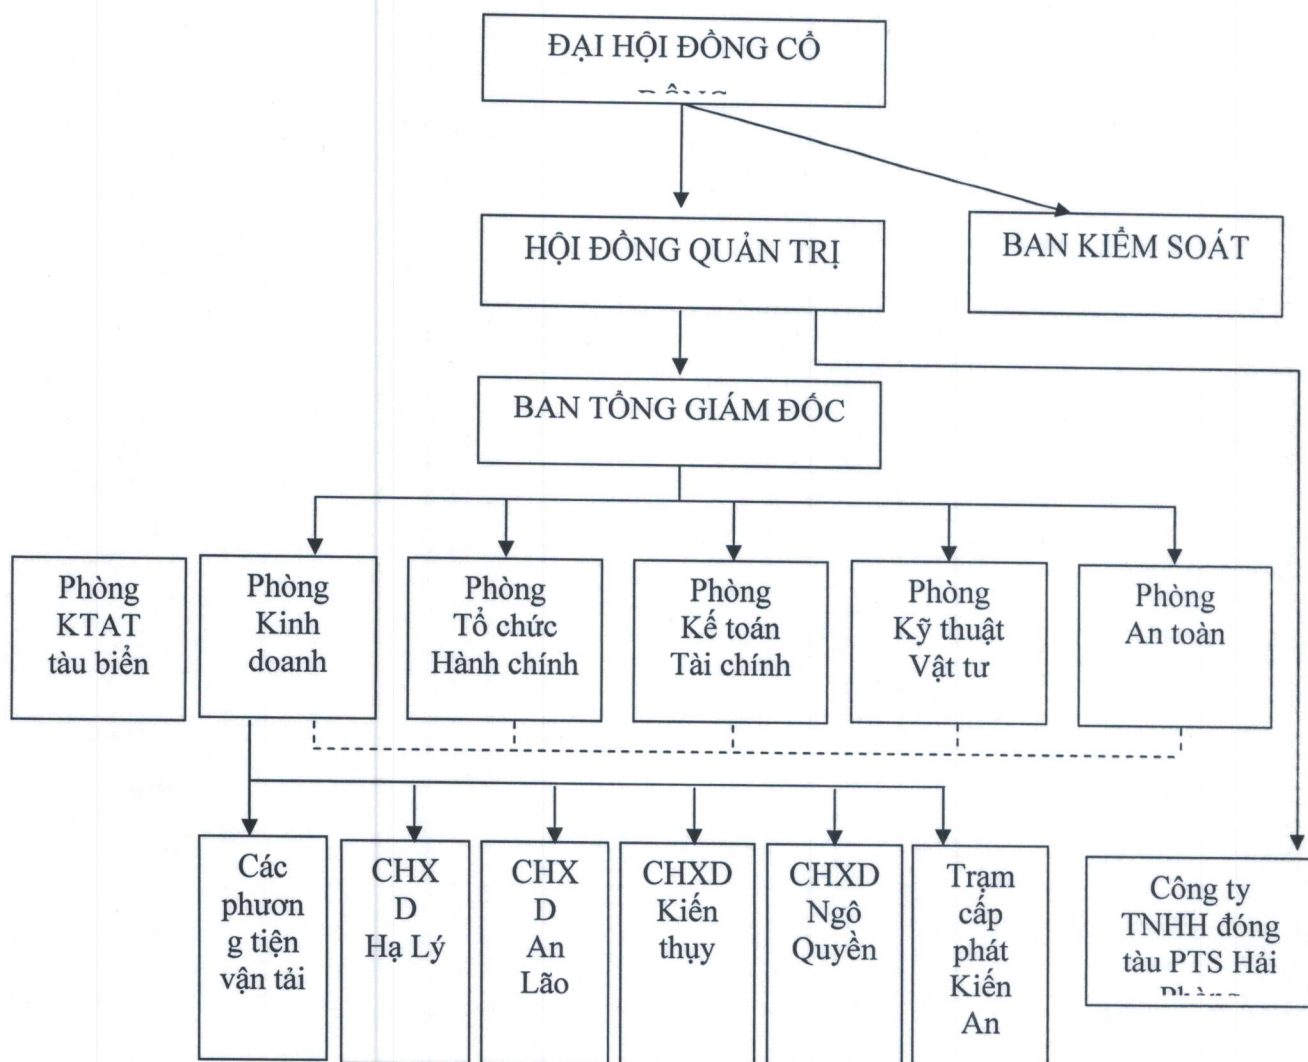 ĐẠI HỘI ĐỒNG CỔ
HỘI ĐỒNG QUẢN TRỊ
BAN KIỂM SOÁT
BAN TỔNG GIÁM ĐỐC
Phòng
KTAT
tàu biển
Phòng
Kinh
doanh
Phòng
Tổ chức
Hành chính
Phòng
Kế toán
Tài chính
Phòng
Kỹ thuật
Vật tư
Phòng
An toàn
Các
phươn
g tiện
vận tải
CHX
D
Hạ Lý
CHX
D
An
Lão
CHXD
Kiến
thụy
CHXD
Ngô
Quyền
Trạm
cấp
phát
Kiến
An
Công ty
TNHH đóng
tàu PTS Hải